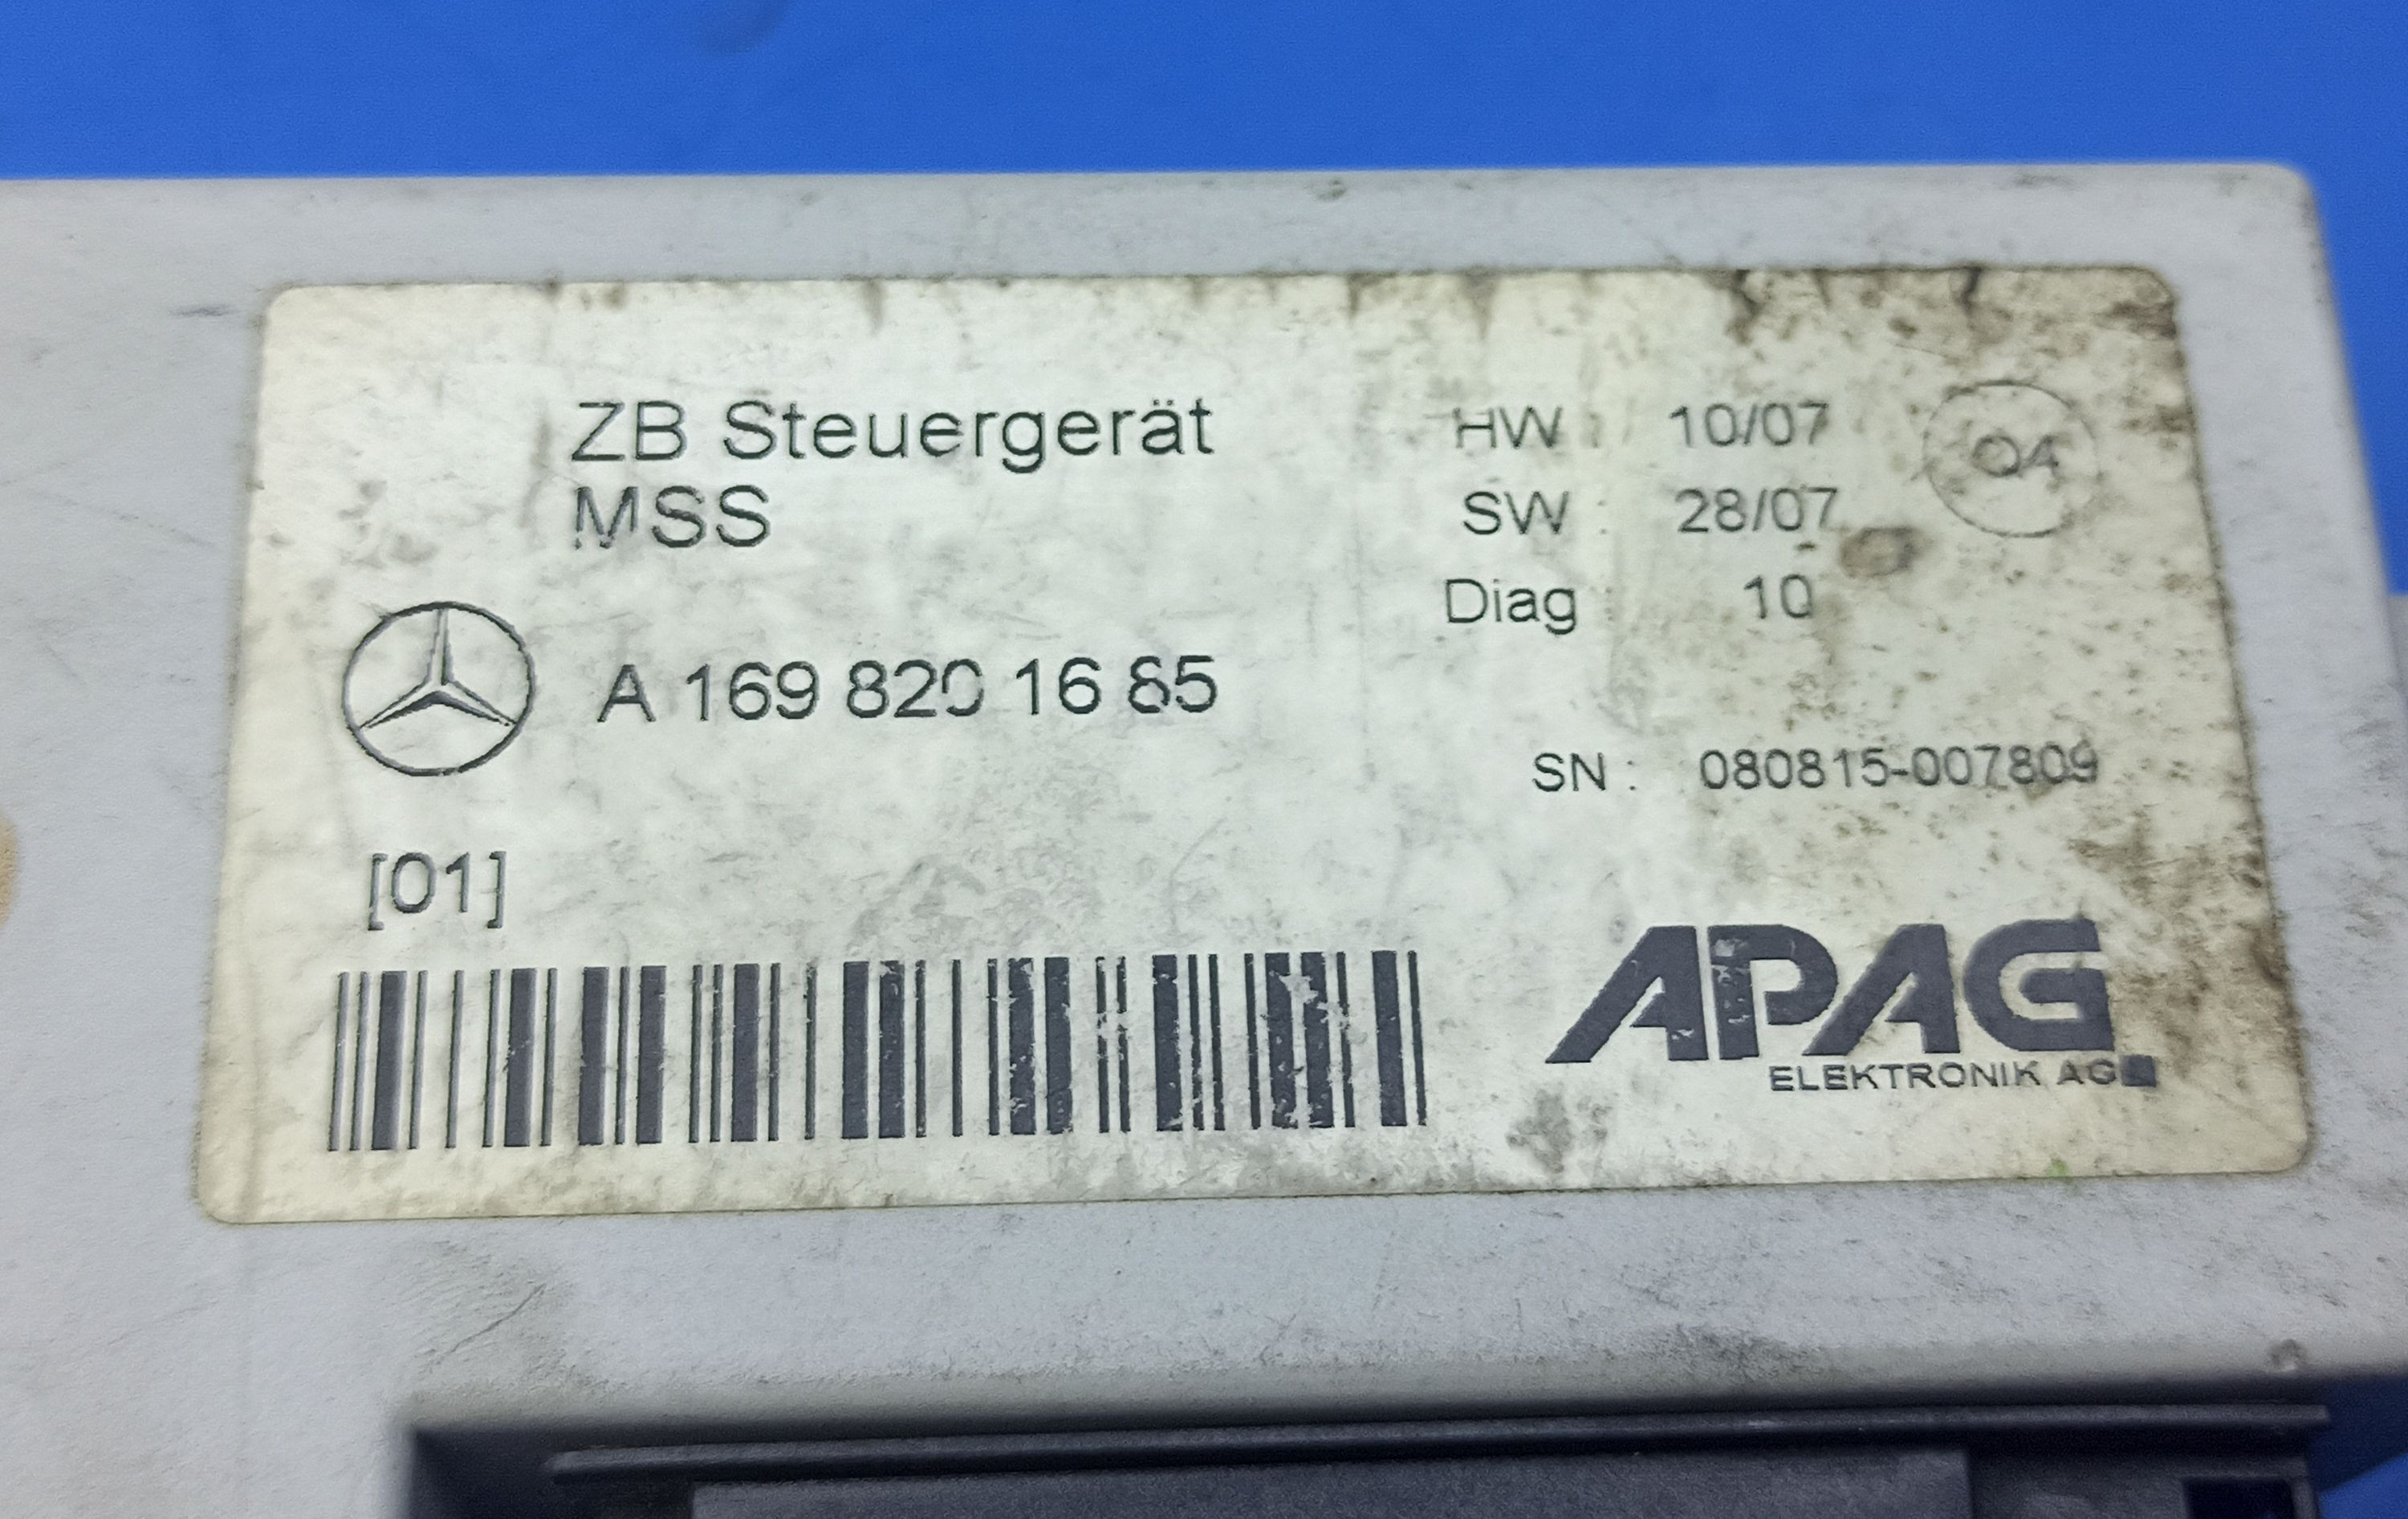 ZB Steuergerät
MSS
A 169 820 16 85
[01]
HW : 10/07
SW : 28/07
Diag : 10
Q4
SN : 080815-007809
APAG
ELEKTRONIK AG